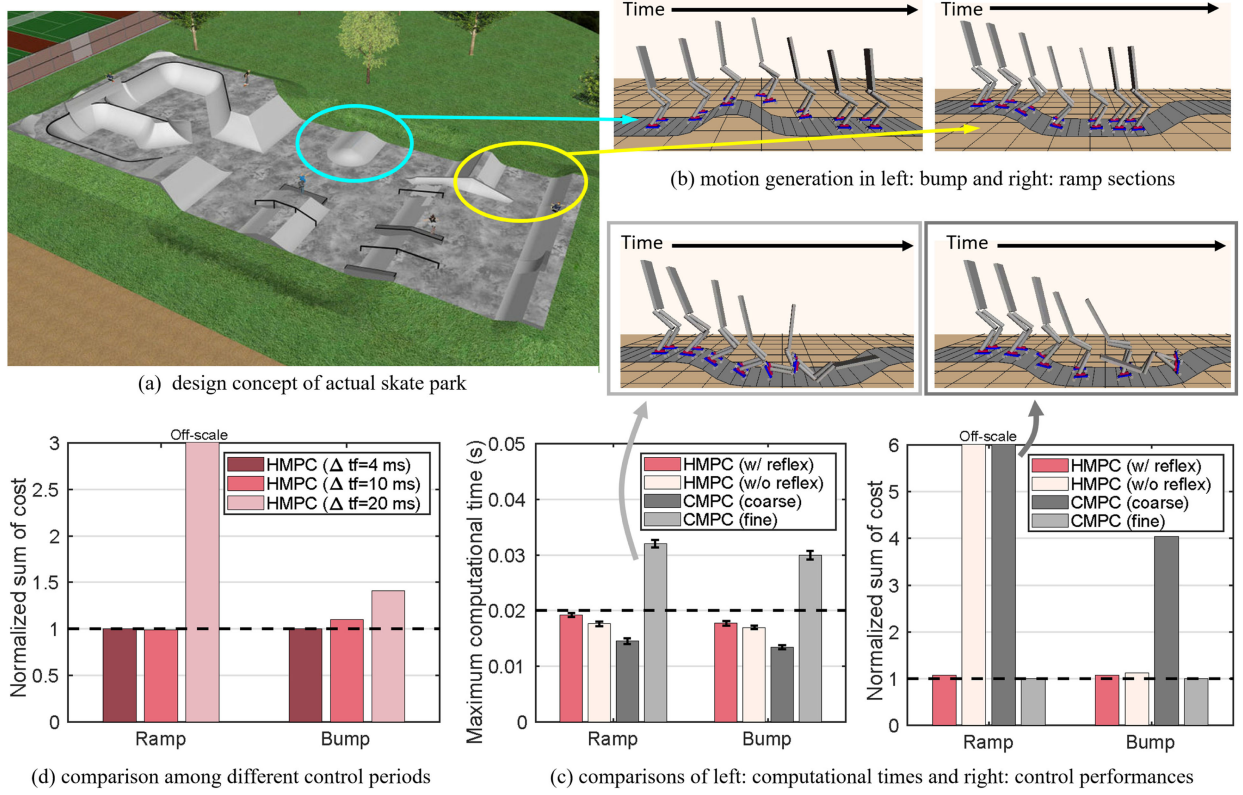 Time
Time
(b) motion generation in left: bump and right: ramp sections
Time
Time
(a) design concept of actual skate park
Off-scale
3
2.5
2
1.5
1
0.5
0
Normalized sum of cost
HMPC (Δ tf=4 ms)
HMPC (Δ tf=10 ms)
HMPC (Δ tf=20 ms)
Ramp
Bump
(d) comparison among different control periods
0.05
0.04
0.03
0.02
0.01
0
Maximum computational time (s)
HMPC (w/ reflex)
HMPC (w/o reflex)
CMPC (coarse)
CMPC (fine)
Ramp
Bump
Off-scale
6
5
4
3
2
1
0
Normalized sum of cost
HMPC (w/ reflex)
HMPC (w/o reflex)
CMPC (coarse)
CMPC (fine)
Ramp
Bump
(c) comparisons of left: computational times and right: control performances